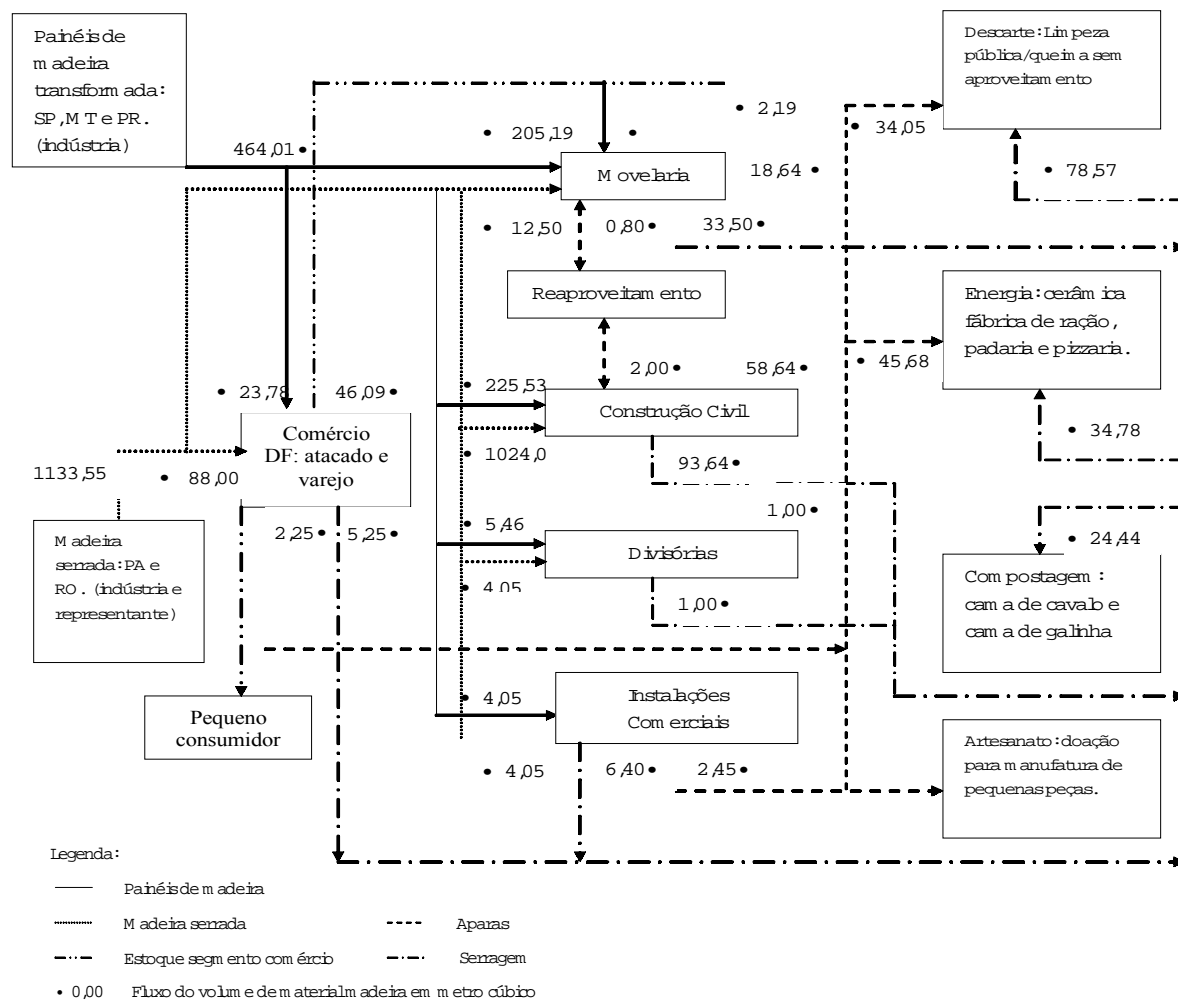 Painéis de
madeira
transformada:
SP, MT e PR.
(indústria)
Descarte: Limpeza
pública/queima sem
aproveitamento
• 2,19
• 34,05
• 205,19 •
464,01 •
Movelaria
18,64 •
• 78,57
• 12,50 0,80 • 33,50 •
Reaproveitamento
Energia: cerâmica
fábrica de ração,
padaria e pizzaria.
• 45,68
2,00 • 58,64 •
• 23,78 46,09 •
• 225,53
Construção Civil
• 34,78
Comércio
DF: atacado e
varejo
1133,55 • 88,00
• 1024,0
93,64 •
1,00 •
2,25 • 5,25 •
• 5,46
Divisórias
• 24,44
Madeira
serrada: PA e
RO. (indústria e
representante)
Compostagem:
cama de cavalo e
cama de galinha
• 4,05
1,00 •
• 4,05
Instalações
Comerciais
Pequeno
consumidor
Artesanato: doação
para manufatura de
pequenas peças.
• 4,05 6,40 • 2,45 •
Legenda:
Painéis de madeira
Madeira serrada
Aparas
Estoque segmento comércio
Serragem
• 0,00 Fluxo do volume de material madeira em metro cúbico